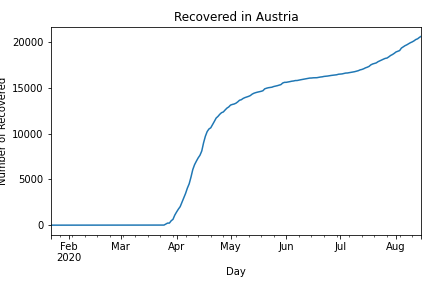 Recovered in Austria
Number of Recovered
20000
15000
10000
5000
0
Feb Mar Apr May Jun Jul Aug
2020
Day